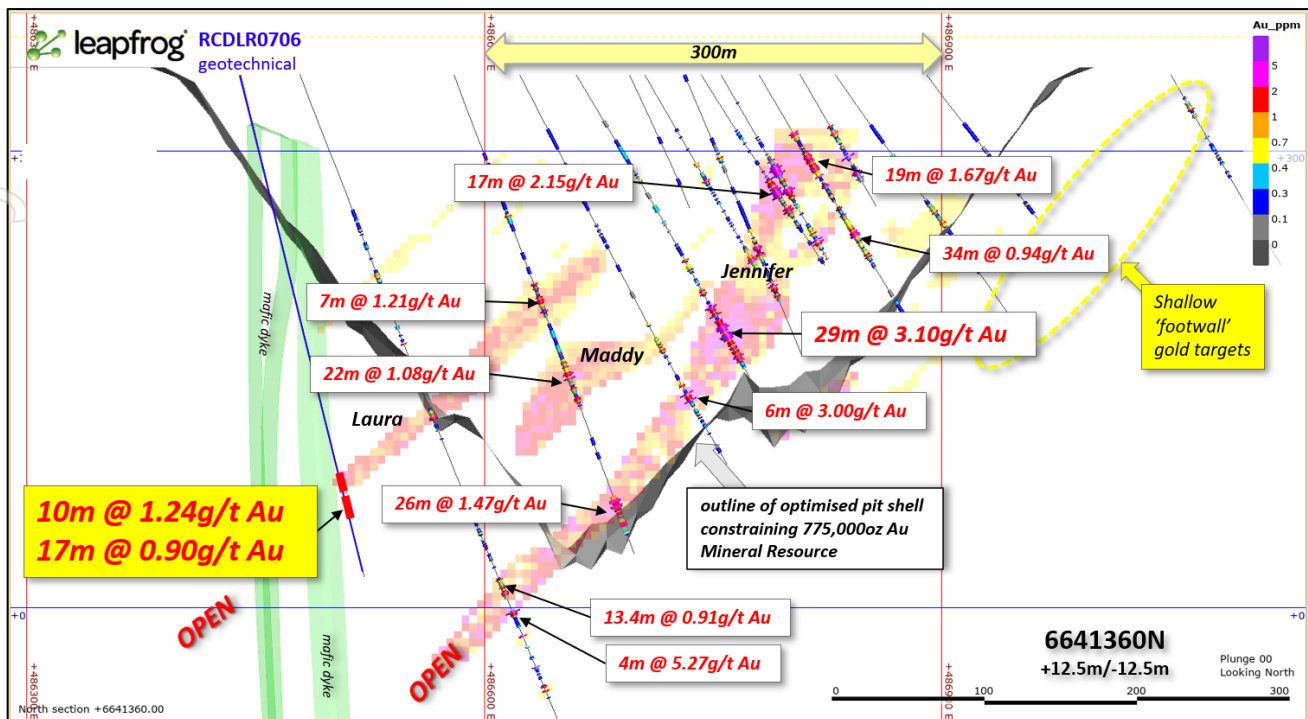 leapfrog
RCDLR0706
geotechnical
300m
Au_ppm
5
2
1
0.7
0.4
0.3
0.1
0
+486900 E
+300
17m @ 2.15g/t Au
19m @ 1.67g/t Au
34m @ 0.94g/t Au
Jennifer
7m @ 1.21g/t Au
29m @ 3.10g/t Au
Shallow
'footwall'
gold targets
mafic dyke
Maddy
22m @ 1.08g/t Au
6m @ 3.00g/t Au
Laura
10m @ 1.24g/t Au
17m @ 0.90g/t Au
26m @ 1.47g/t Au
outline of optimised pit shell
constraining 775,000oz Au
Mineral Resource
OPEN
+0
+0
13.4m @ 0.91g/t Au
4m @ 5.27g/t Au
OPEN
mafic dyke
6641360N
+12.5m/-12.5m
Plunge 00
Looking North
+486300 E
+486600 E
+486900 E
0
100
200
300
North section +6641360.00